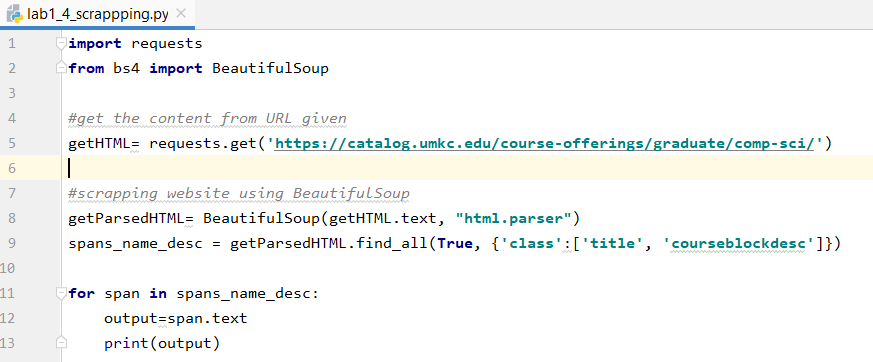 lab1_4_scrappping.py ×
1 import requests
2 from bs4 import BeautifulSoup
3
4 #get the content from URL given
5 getHTML= requests.get('https://catalog.umkc.edu/course-offerings/graduate/comp-sci/')
6
7 #scrapping website using BeautifulSoup
8 getParsedHTML= BeautifulSoup(getHTML.text, "html.parser")
9 spans_name_desc = getParsedHTML.find_all(True, {'class':['title', 'courseblockdesc']})
10
11 for span in spans_name_desc:
12     output=span.text
13     print(output)